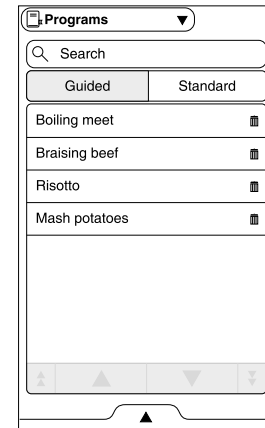 Programs
Search
Guided Standard
Boiling meet
Braising beef
Risotto
Mash potatoes